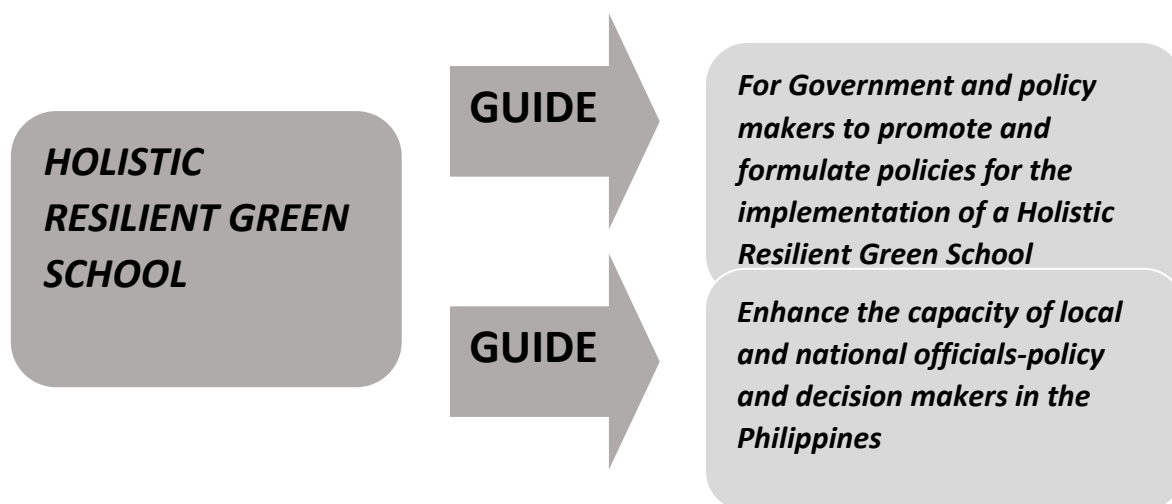 HOLISTIC
RESILIENT GREEN
SCHOOL
GUIDE
For Government and policy
makers to promote and
formulate policies for the
implementation of a Holistic
Resilient Green School
GUIDE
Enhance the capacity of local
and national officials-policy
and decision makers in the
Philippines